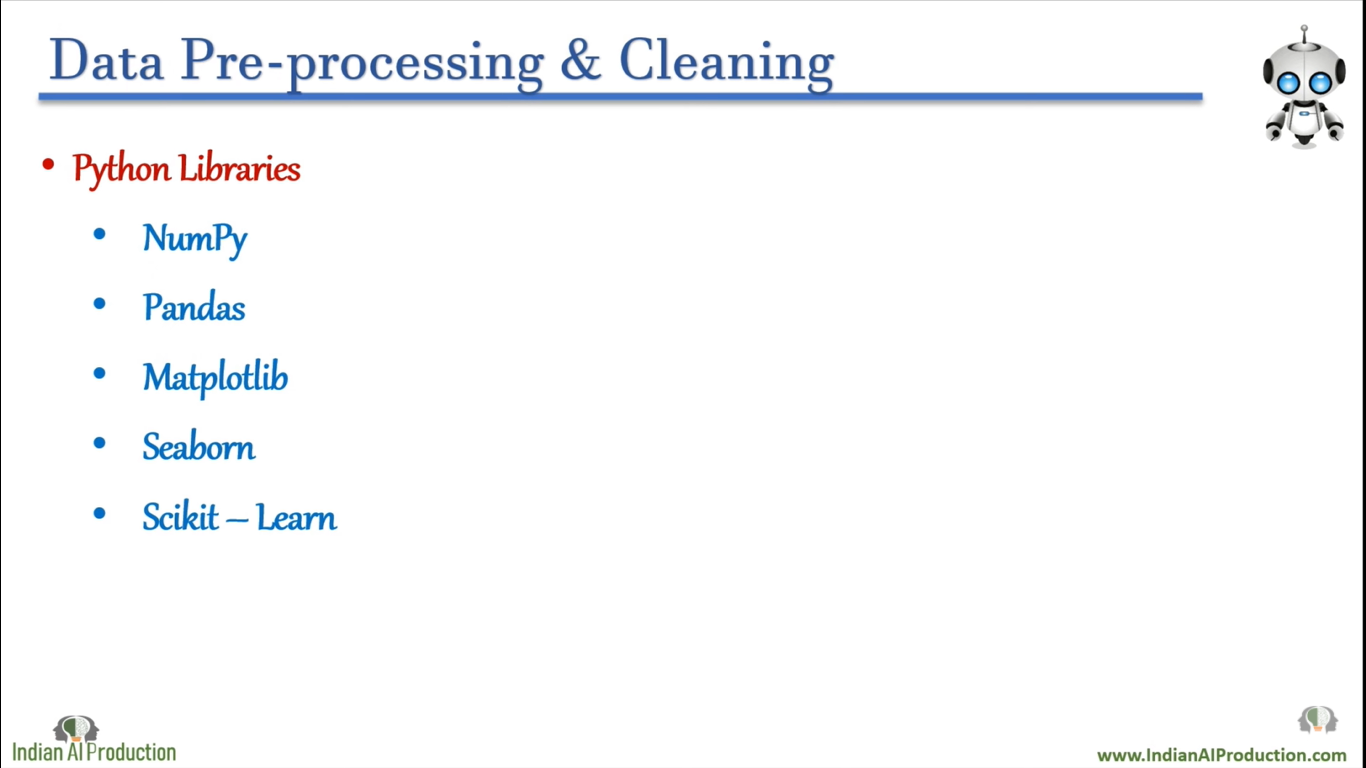 Data Pre-processing & Cleaning
• Python Libraries
• NumPy
• Pandas
• Matplotlib
• Seaborn
• Scikit – Learn
Indian AI Production
www.IndianAIProduction.com